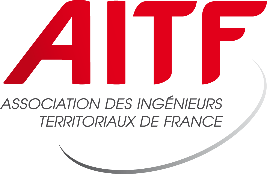 AITF
ASSOCIATION DES INGÉNIEURS
TERRITORIAUX DE FRANCE